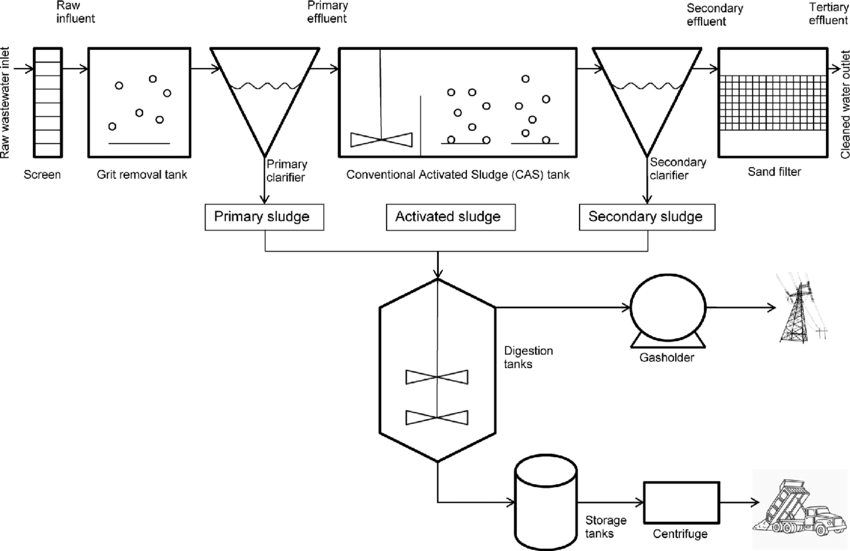 Raw
influent
Primary
effluent
Secondary
effluent
Tertiary
effluent
Raw wastewater inlet
Cleaned water outlet
Screen
Grit removal tank
Primary
clarifier
Conventional Activated Sludge (CAS) tank
Secondary
clarifier
Sand filter
Primary sludge
Activated sludge
Secondary sludge
Digestion
tanks
Gasholder
Storage
tanks
Centrifuge